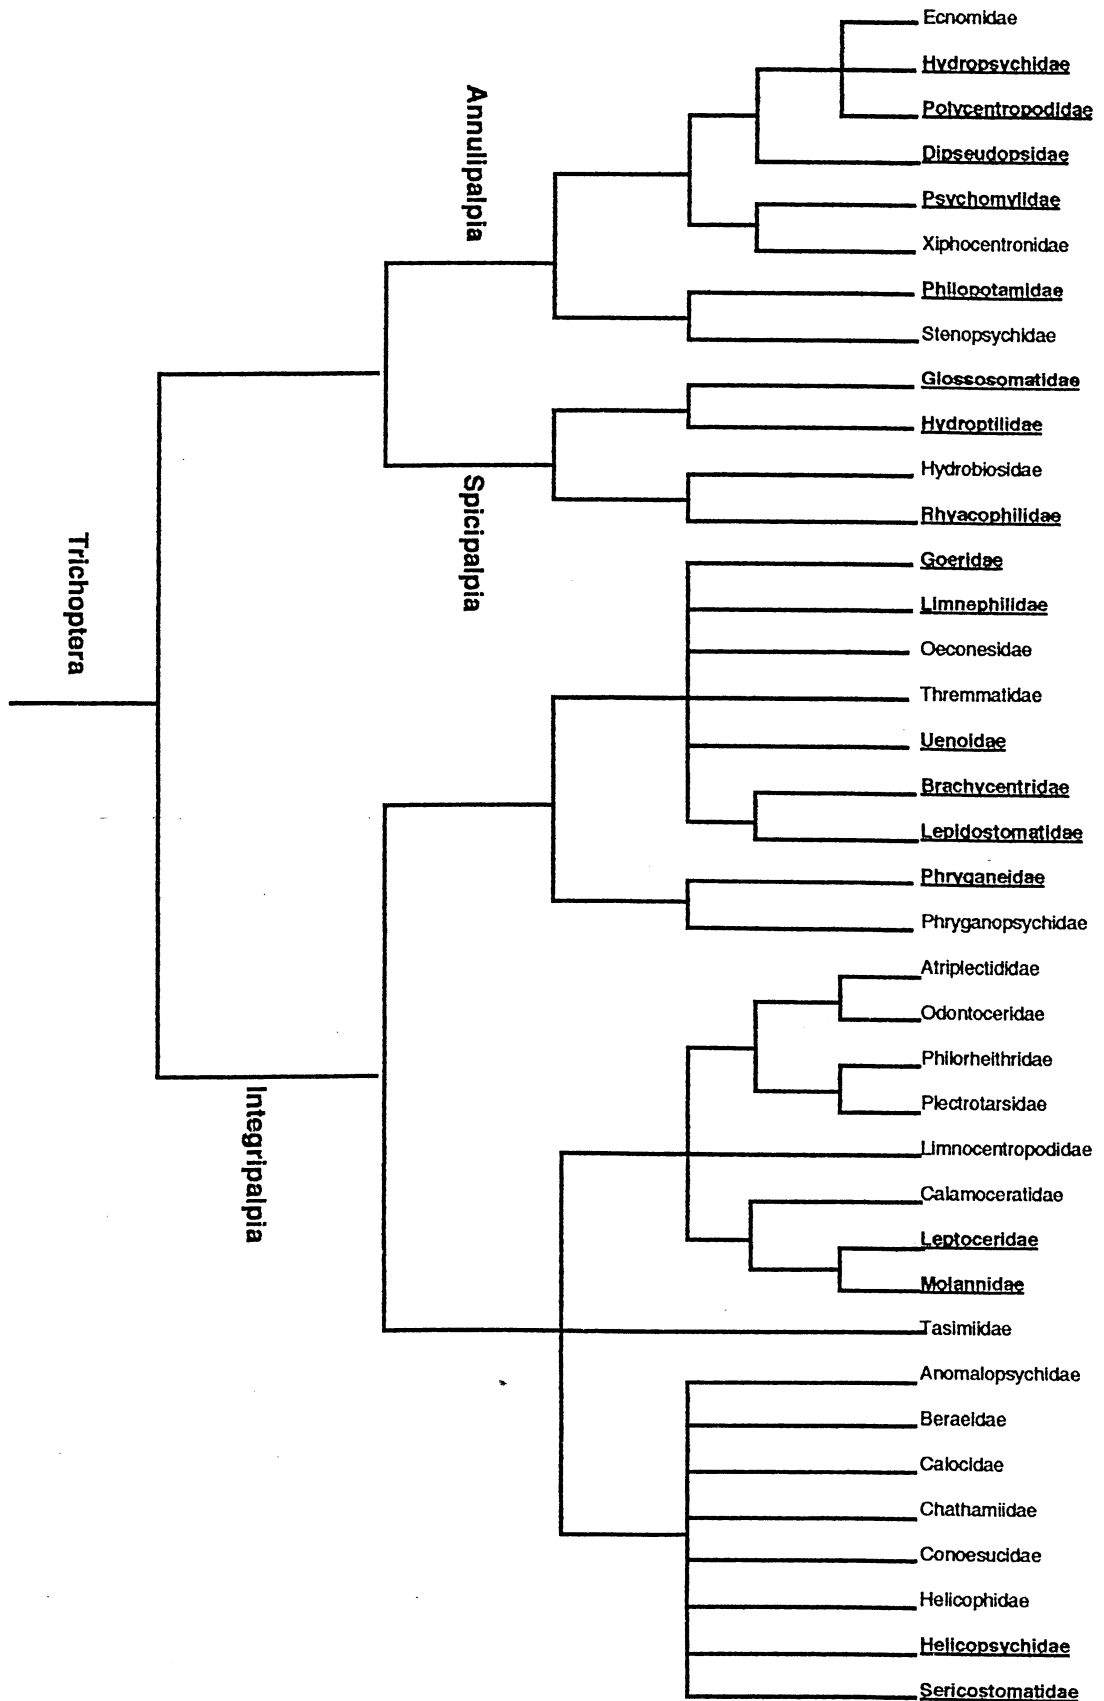 Ecnomidae
Hydropsychidae
Polycentropodidae
Dipseudopsidae
Psychomyiidae
Xiphocentronidae
Philopotamidae
Stenopsychidae
Glossosomatidae
Hydroptilidae
Hydrobiosidae
Rhyacophilidae
Goeridae
Limnephilidae
Oeconesidae
Thremmatidae
Uenoidae
Brachycentridae
Lepidostomatidae
Phryganeidae
Phryganopsychidae
Atriplectididae
Odontoceridae
Philorheithridae
Plectrotarsidae
Limnocentropodidae
Calamoceratidae
Leptoceridae
Molannidae
Tasimiidae
Anomalopsychidae
Beraeidae
Calocidae
Chathamiidae
Conoesucidae
Helicophidae
Helicopsychidae
Sericostomatidae
Annulipalpia
Spicipalpia
Trichoptera
Integripalpia